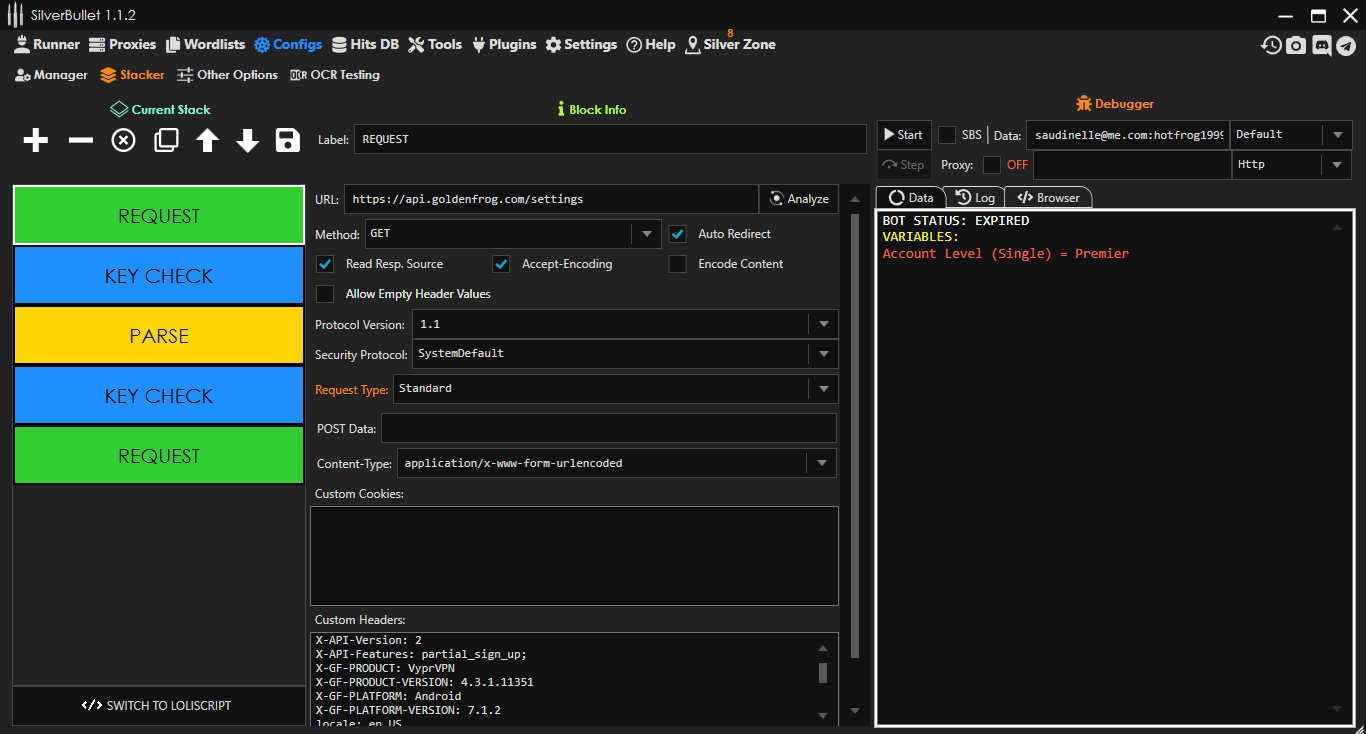 SilverBullet 1.1.2
Runner Proxies Wordlists Configs Hits DB Tools Plugins Settings Help Silver Zone 8
Manager Stacker Other Options OCR OCR Testing
Current Stack
Block Info
Debugger
Label: REQUEST
Start SBS Data: saudinelle@me.com:hotfrog1999 Default
Step Proxy: OFF Http
REQUEST
KEY CHECK
PARSE
KEY CHECK
REQUEST
SWITCH TO LOLISCRIPT
URL: https://api.goldenfrog.com/settings Analyze
Method: GET Auto Redirect
Read Resp. Source Accept-Encoding Encode Content
Allow Empty Header Values
Protocol Version: 1.1
Security Protocol: SystemDefault
Request Type: Standard
POST Data:
Content-Type: application/x-www-form-urlencoded
Custom Cookies:
Custom Headers:
X-API-Version: 2
X-API-Features: partial_sign_up;
X-GF-PRODUCT: VyprVPN
X-GF-PRODUCT-VERSION: 4.3.1.11351
X-GF-PLATFORM: Android
X-GF-PLATFORM-VERSION: 7.1.2
locale: en_US
Data Log Browser
BOT STATUS: EXPIRED
VARIABLES:
Account Level (Single) = Premier